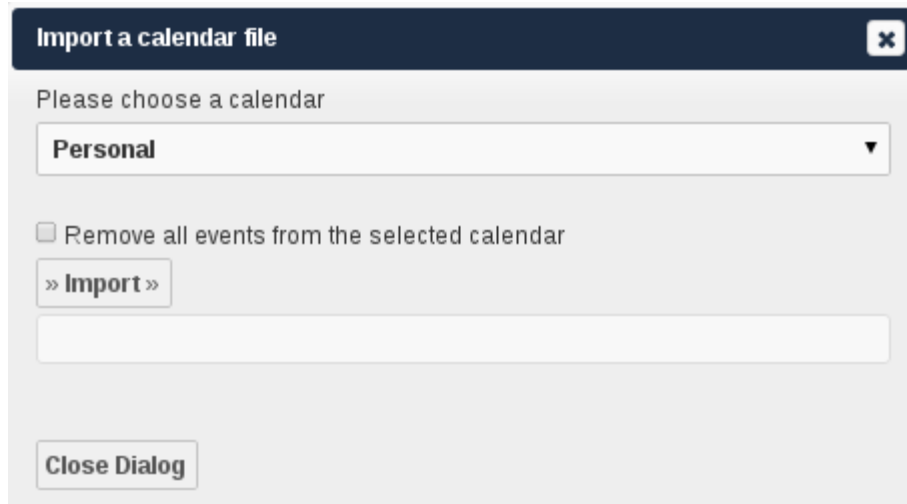 Import a calendar file
Please choose a calendar
Personal
Remove all events from the selected calendar
» Import »
Close Dialog